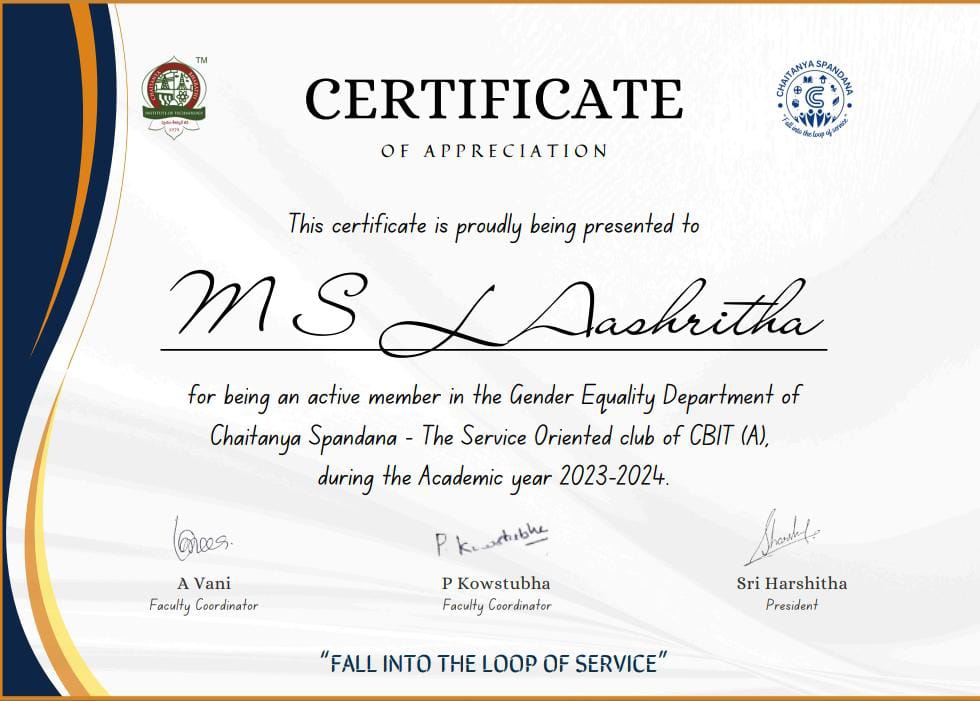 TM
INSTITUTE OF TECHNOLOGY
1979
CHAITANYA SPANDANA
"Fall into the loop of service"
CERTIFICATE
OF APPRECIATION
This certificate is proudly being presented to
M S L Aashritha
for being an active member in the Gender Equality Department of
Chaitanya Spandana - The Service Oriented club of CBIT (A),
during the Academic year 2023-2024.
P. Kowstubha
A Vani
P Kowstubha
Sri Harshitha
Faculty Coordinator
Faculty Coordinator
President
"FALL INTO THE LOOP OF SERVICE"